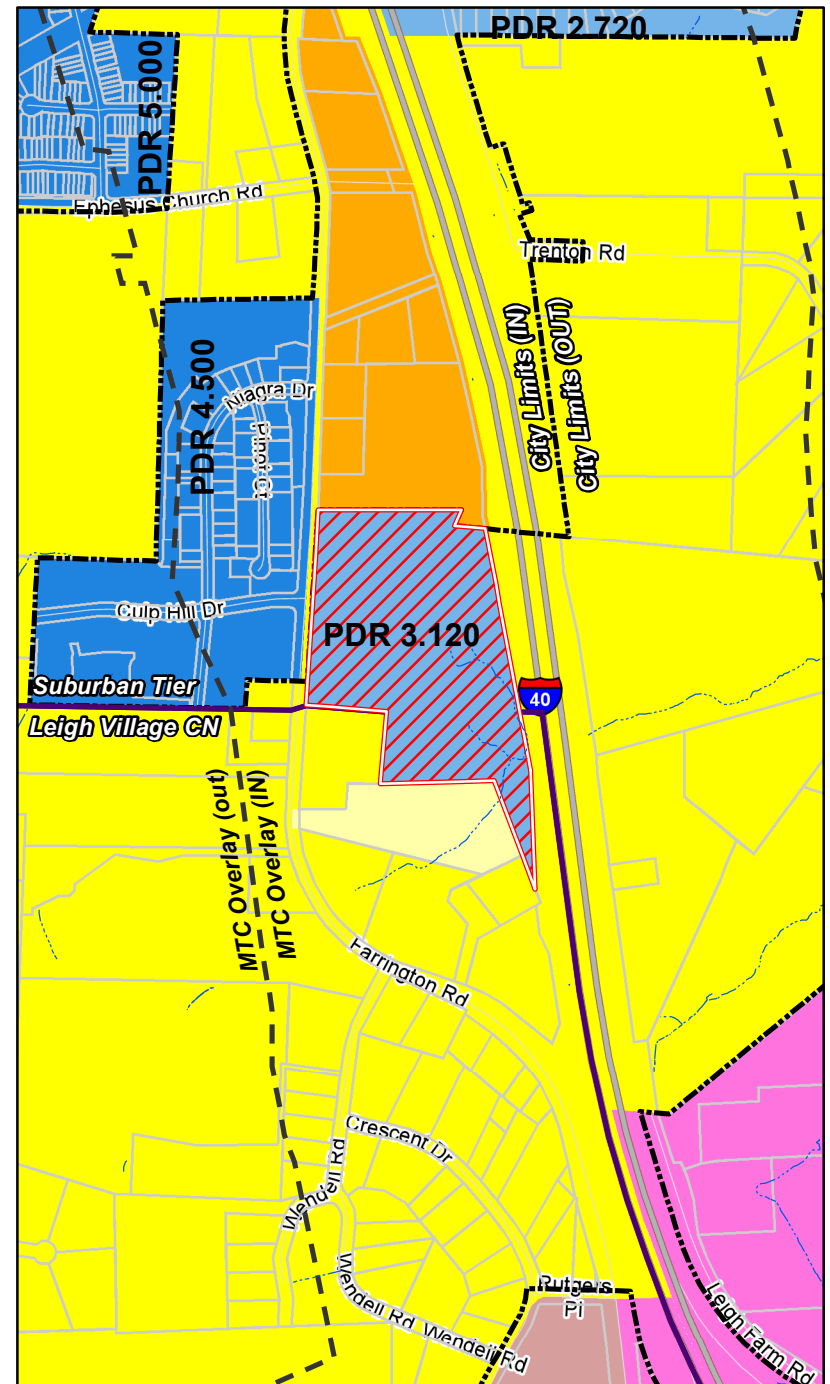 PDR 2.720
PDR 5.000
Ephesus Church Rd
Trenton Rd
City Limits (IN)
City Limits (OUT)
PDR 4.500
Niagra Dr
Pinot Ct
Culp Hill Dr
PDR 3.120
Suburban Tier
Leigh Village CN
40
MTC Overlay (out)
MTC Overlay (IN)
Farrington Rd
Crescent Dr
Wendell Rd
Wendell Rd
Wendell Rd
Rutgers
Pl
Leigh Farm Rd